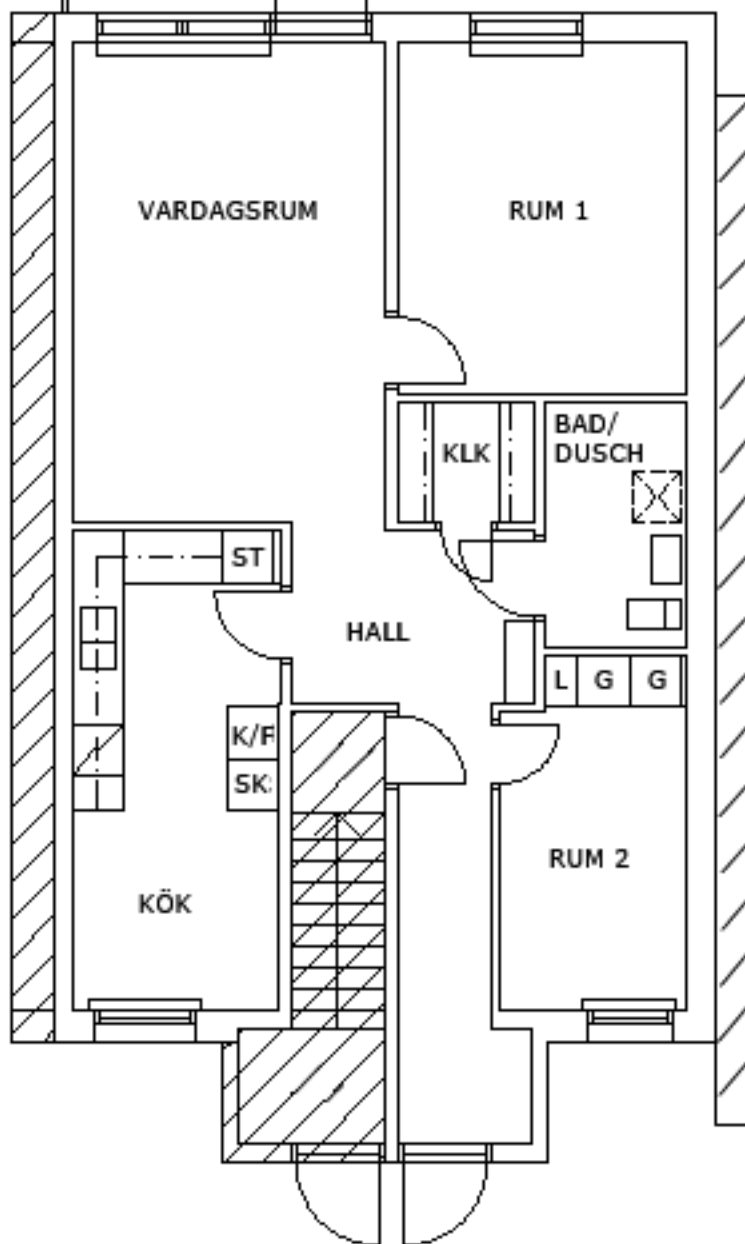 VARDAGSRUM
RUM 1
KLK
BAD/
DUSCH
ST
HALL
L G G
K/F
SK
RUM 2
KÖK